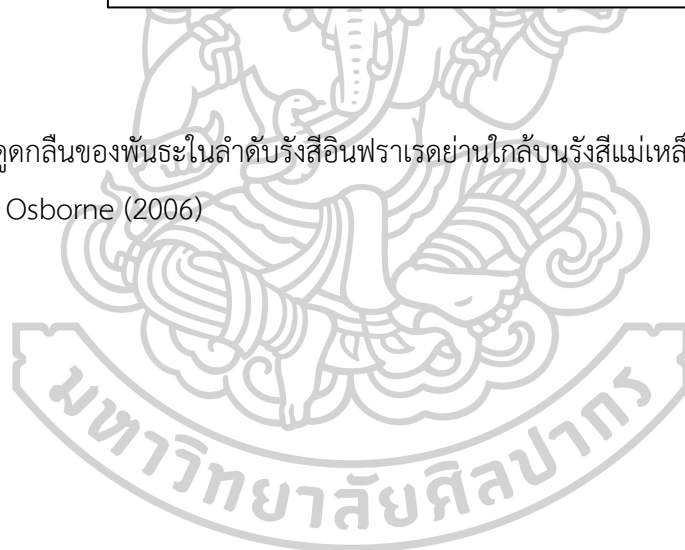 ดูดกลืนของพันธะในลำดับรังสีอินฟราเรดย่านใกล้บนรังสีแม่เหล็
Osborne (2006)
มหาวิทยาลัยศิลปากร